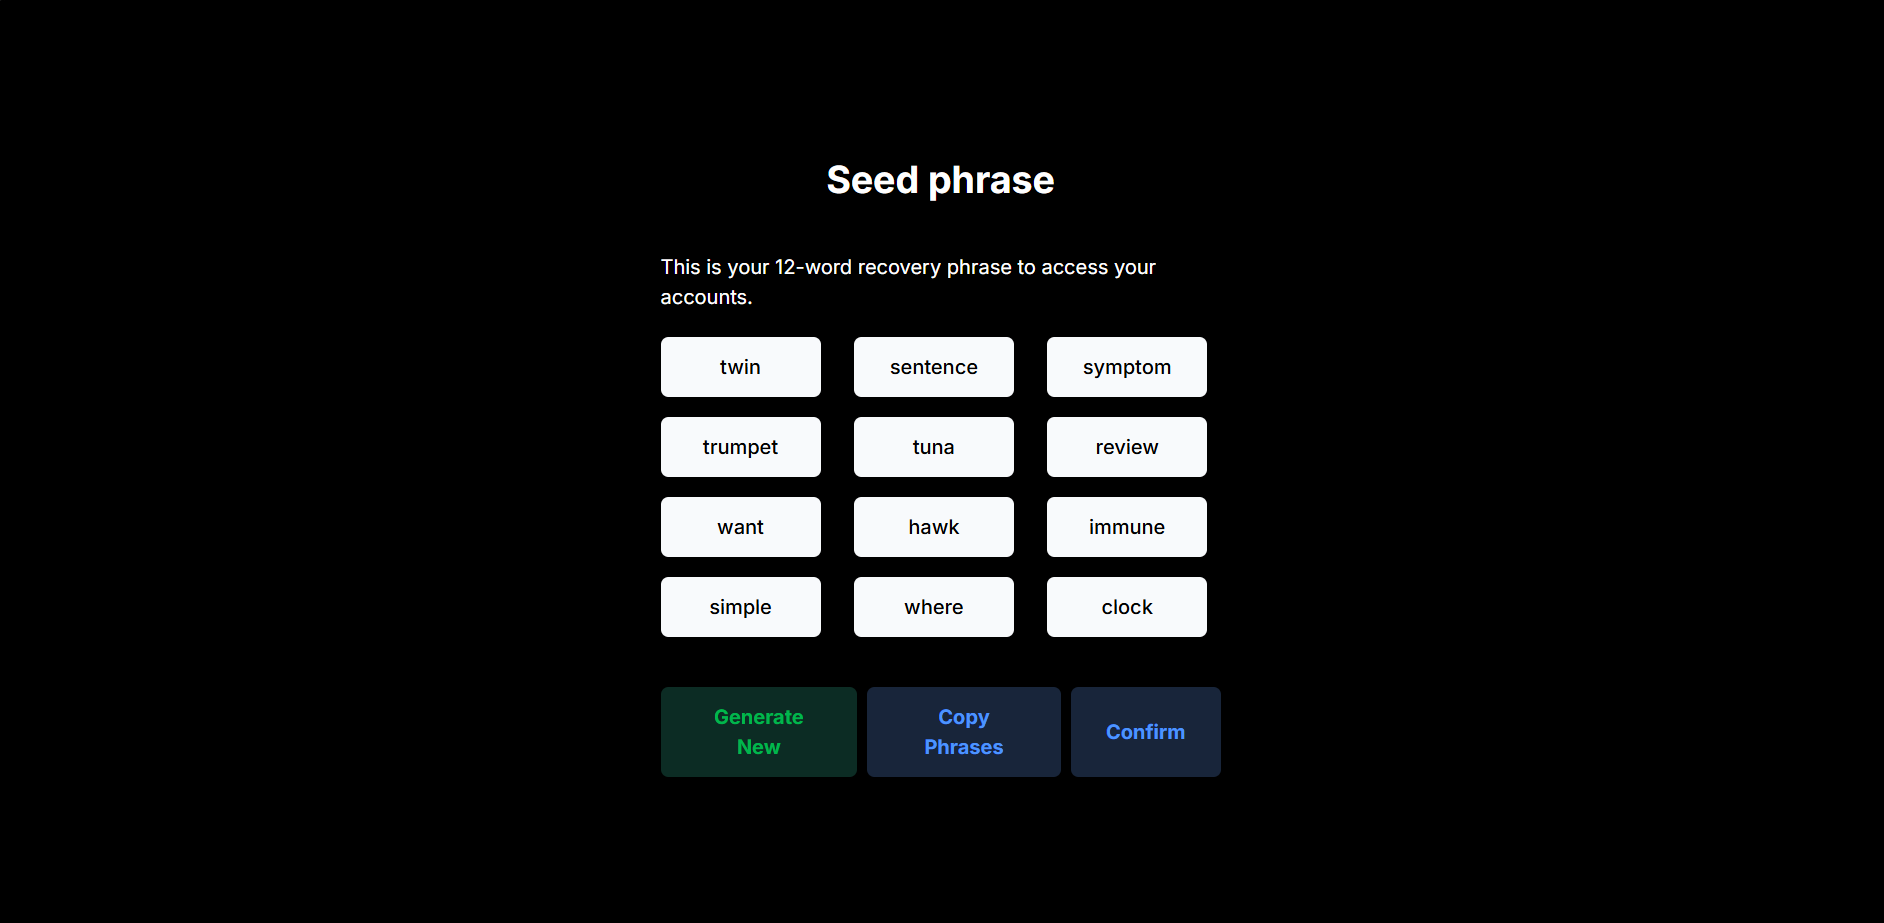 Seed phrase
This is your 12-word recovery phrase to access your
accounts.
twin sentence symptom
trumpet tuna review
want hawk immune
simple where clock
Generate
New
Copy
Phrases
Confirm